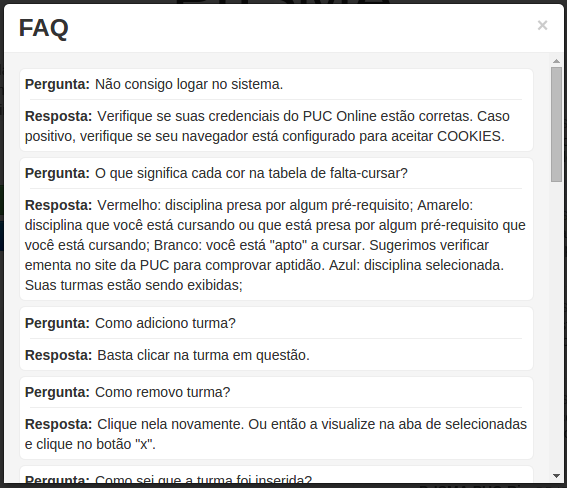 FAQ
×
Pergunta: Não consigo logar no sistema.
Resposta: Verifique se suas credenciais do PUC Online estão corretas. Caso
positivo, verifique se seu navegador está configurado para aceitar COOKIES.
Pergunta: O que significa cada cor na tabela de falta-cursar?
Resposta: Vermelho: disciplina presa por algum pré-requisito; Amarelo:
disciplina que você está cursando ou que está presa por algum pré-requisito que
você está cursando; Branco: você está "apto" a cursar. Sugerimos verificar
ementa no site da PUC para comprovar aptidão. Azul: disciplina selecionada.
Suas turmas estão sendo exibidas;
Pergunta: Como adiciono turma?
Resposta: Basta clicar na turma em questão.
Pergunta: Como removo turma?
Resposta: Clique nela novamente. Ou então a visualize na aba de selecionadas
e clique no botão "x".
Pergunta: Como sei que a turma foi inserida?